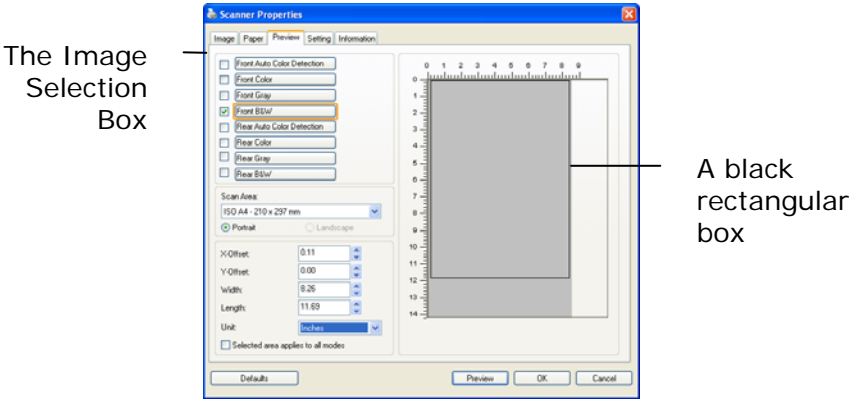 Scanner Properties
Image Paper Preview Setting Information
The Image
Selection
Box
Front Auto Color Detection
Front Color
Front Gray
Front B&W
Rear Auto Color Detection
Rear Color
Rear Gray
Rear B&W
Scan Area:
ISO A4 - 210 x 297 mm
Portrait Landscape
X-Offset: 0.11
Y-Offset: 0.00
Width: 8.26
Length: 11.69
Unit: Inches
Selected area applies to all modes
0 1 2 3 4 5 6 7 8 9
0
1
2
3
4
5
6
7
8
9
10
11
12
13
14
A black
rectangular
box
Defaults Preview OK Cancel